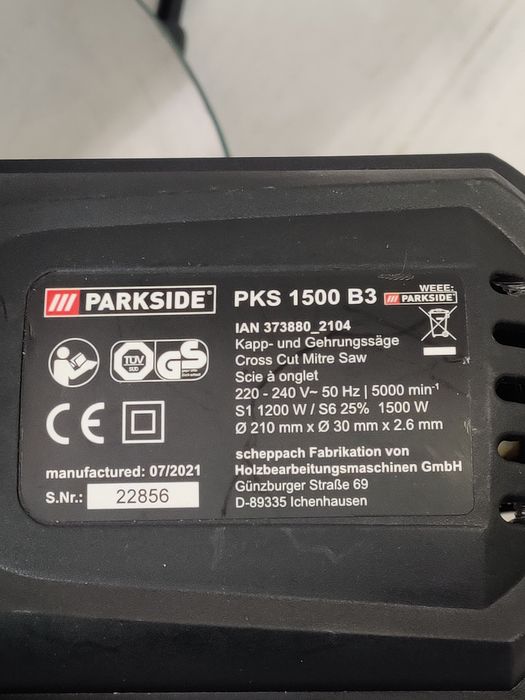 PARKSIDE® PKS 1500 B3
WEEE:
PARKSIDE
IAN 373880_2104
Kapp- und Gehrungssäge
Cross Cut Mitre Saw
Scie à onglet
220 - 240 V~ 50 Hz | 5000 min⁻¹
S1 1200 W / S6 25% 1500 W
Ø 210 mm x Ø 30 mm x 2.6 mm
TÜV
SÜD
GS
CE
scheppach Fabrikation von
Holzbearbeitungsmaschinen GmbH
Günzburger Straße 69
D-89335 Ichenhausen
manufactured: 07/2021
S.Nr.: 22856